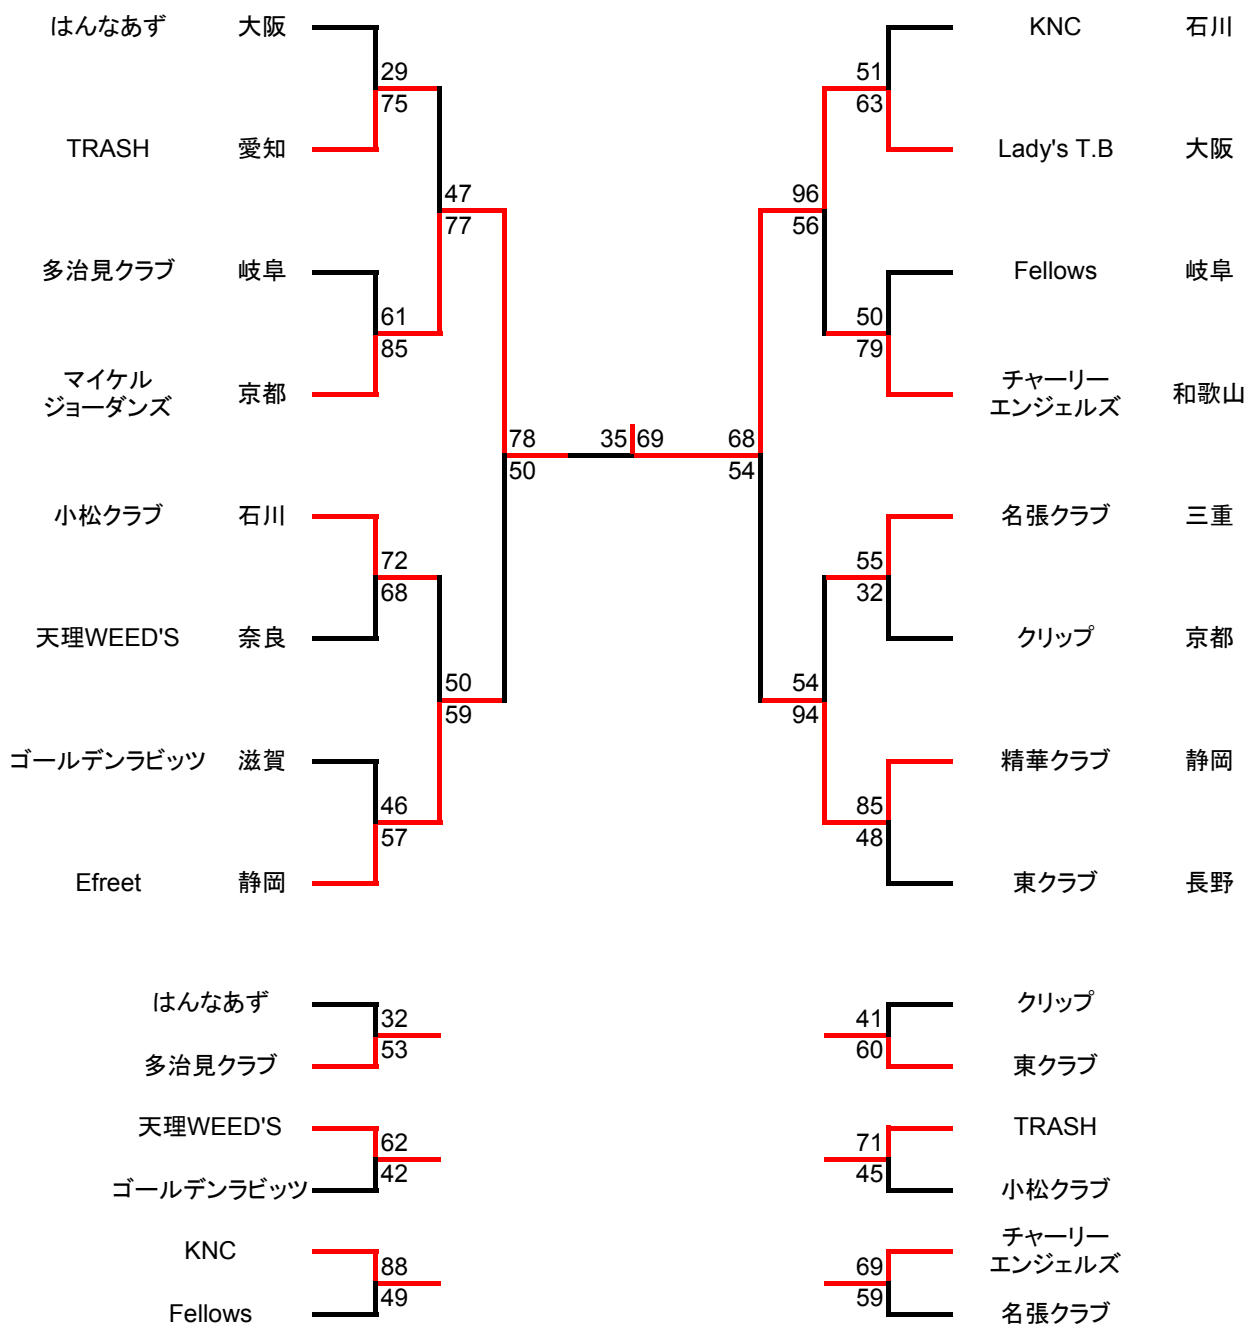 はんなあず 大阪 KNC 石川
29 51
75 63
TRASH 愛知 Lady's T.B 大阪
47 96
77 56
多治見クラブ 岐阜 Fellows 岐阜
61 50
85 79
マイケル
ジョーダンズ 京都
チャーリー
エンジェルズ 和歌山
78 35 69 68
50 54
小松クラブ 石川 名張クラブ 三重
72 55
68 32
天理WEED'S 奈良 クリップ 京都
50 54
59 94
ゴールデンラビッツ 滋賀 精華クラブ 静岡
46 85
57 48
Efreet 静岡 東クラブ 長野
はんなあず クリップ
32 41
53 60
多治見クラブ 東クラブ
天理WEED'S TRASH
62 71
42 45
ゴールデンラビッツ 小松クラブ
KNC
チャーリー
エンジェルズ
88 69
49 59
Fellows 名張クラブ